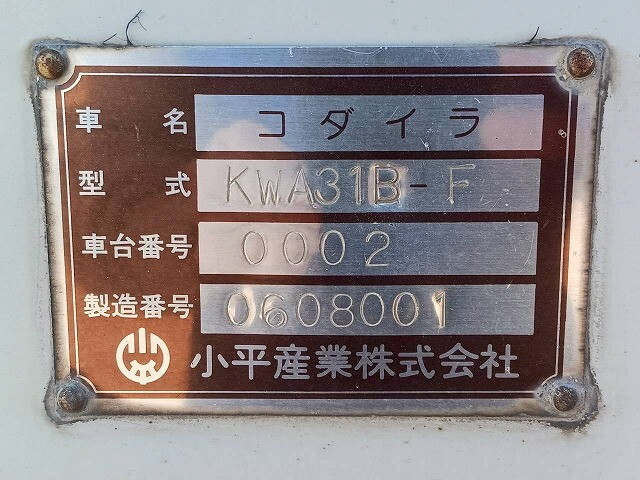 車名 コダイラ
型式 KWA31B-F
車台番号 0002
製造番号 0608001
小平産業株式会社